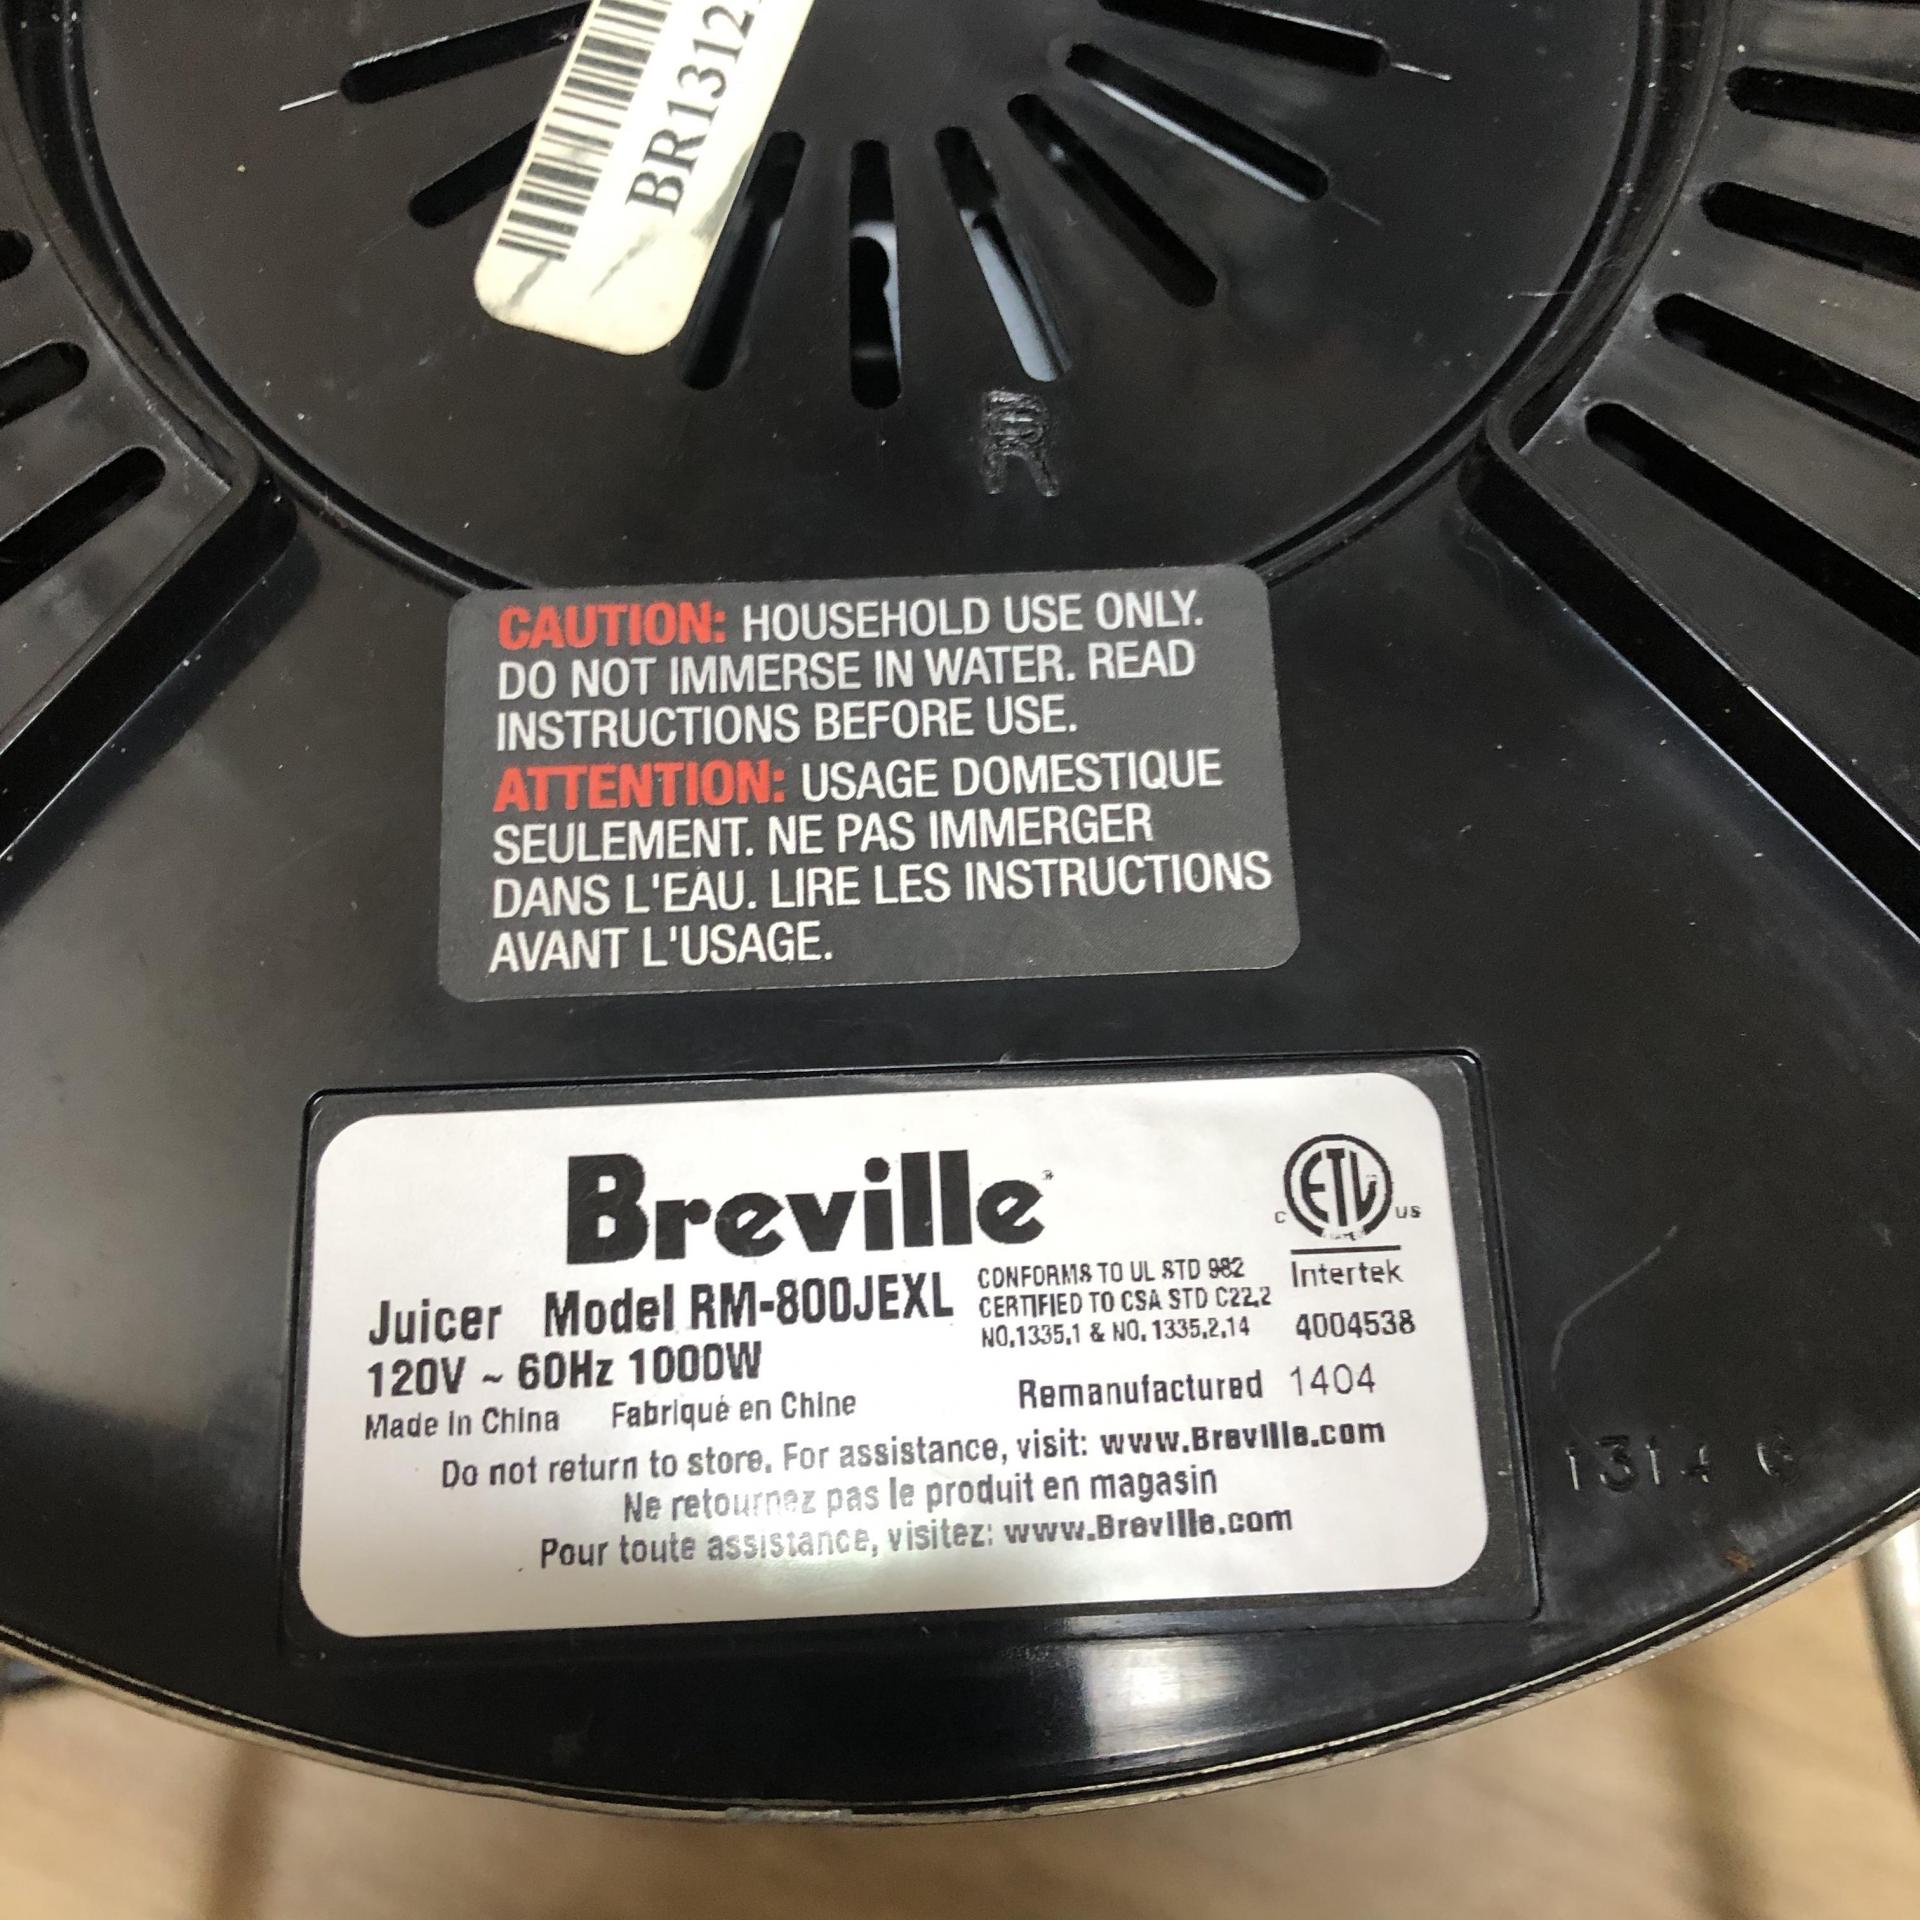 R
CAUTION: HOUSEHOLD USE ONLY.
DO NOT IMMERSE IN WATER. READ
INSTRUCTIONS BEFORE USE.
ATTENTION: USAGE DOMESTIQUE
SEULEMENT. NE PAS IMMERGER
DANS L'EAU. LIRE LES INSTRUCTIONS
AVANT L'USAGE.
Breville
Juicer Model RM-800JEXL
120V ~ 60Hz 1000W
Made in China Fabriqué en Chine
CONFORMS TO UL STD 982
CERTIFIED TO CSA STD C22.2
NO.1335.1 & NO. 1335.2.14
C ETL US
Intertek
4004538
Remanufactured 1404
Do not return to store. For assistance, visit: www.Breville.com
Ne retournez pas le produit en magasin
Pour toute assistance, visitez: www.Breville.com
1314 G